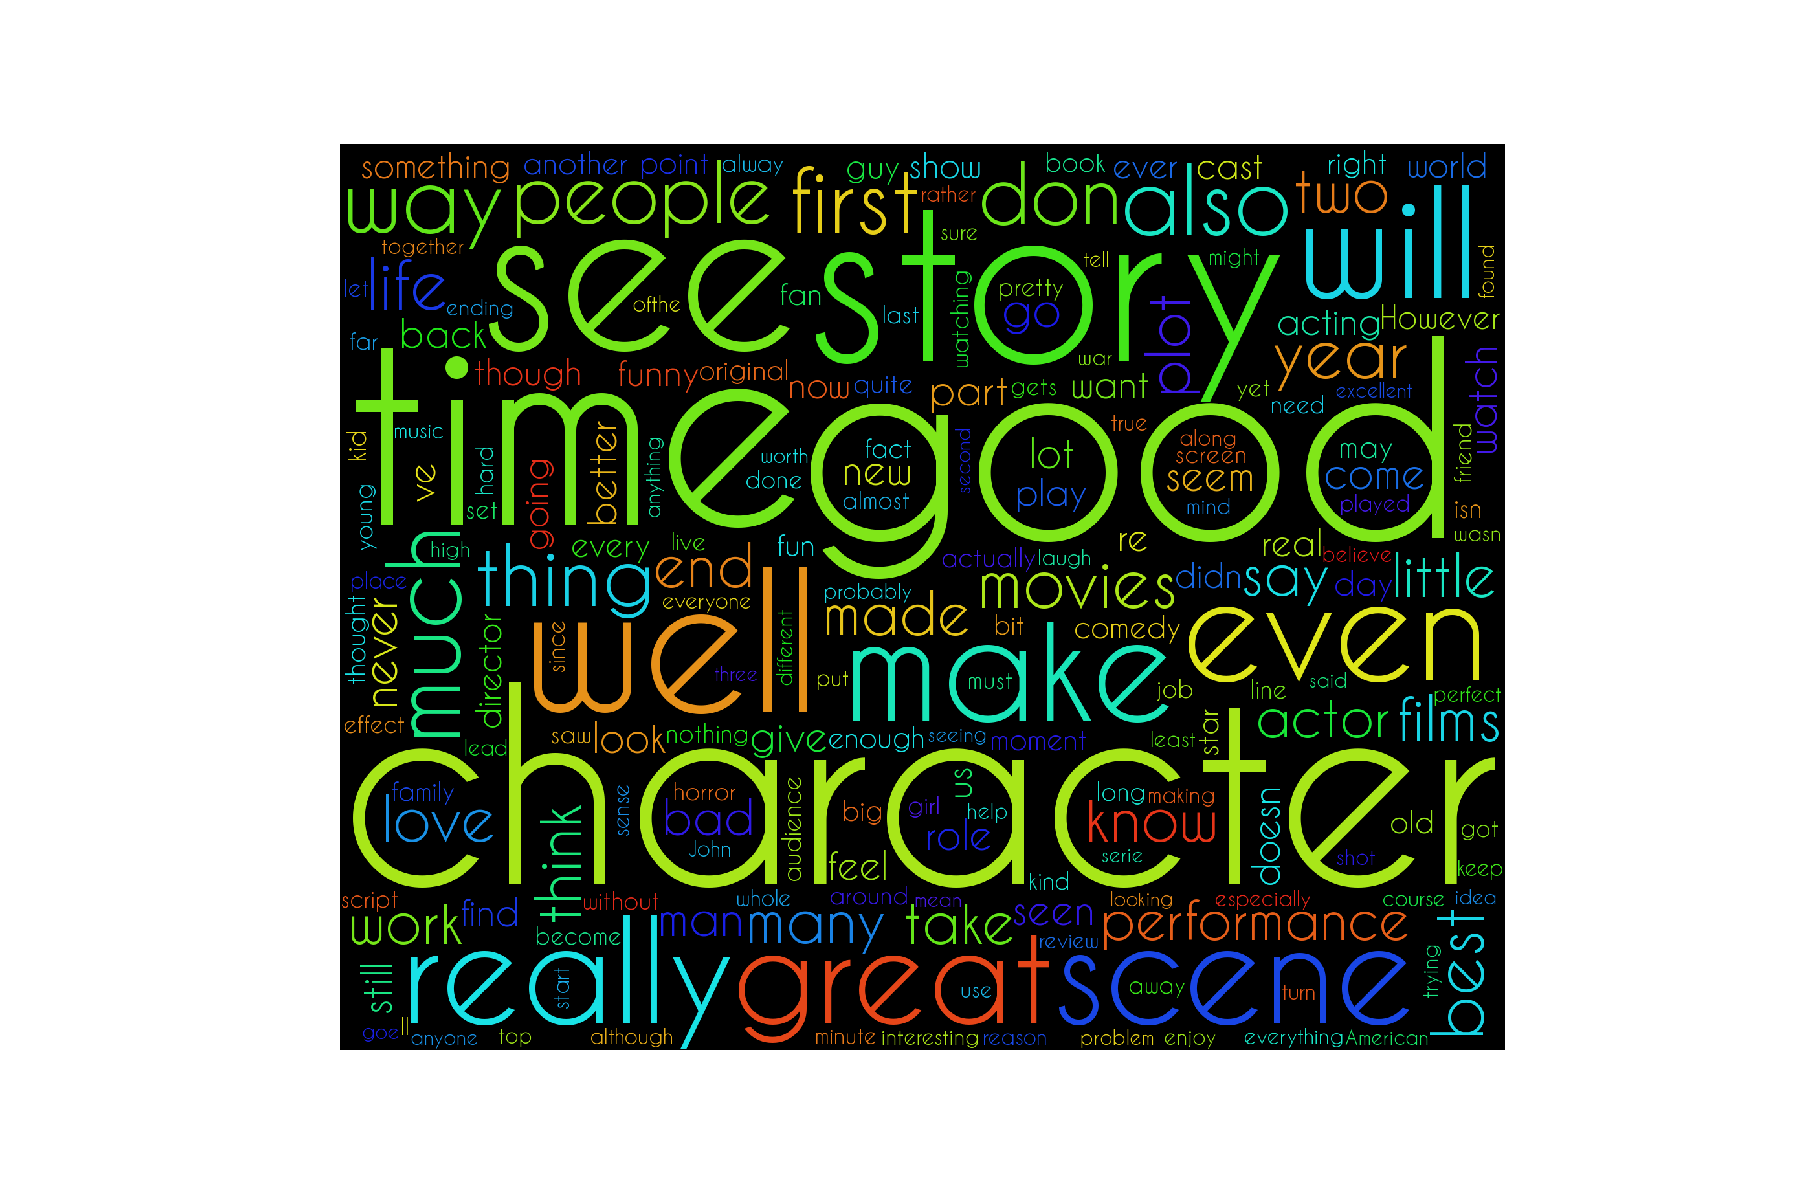 something another point alway guy show book ever cast right world
way people first rather don also two will
together sure tell might found
see story
let life ending ofthe fan last watching pretty go war plot acting However
far back
time though funny original now quite part gets want yet need year excellent watch
good
kid music ve hard better anything worth done fact new almost second lot play true along screen seem mind may come played friend
young set going isn wasn
much high every live fun actually laugh re real believe
place thing end everyone probably made movies didn say day little
thought never director since well three different put bit comedy even
make must job line said perfect
effect lead saw look nothing give enough seeing moment least star actor films
character
family love sense horror bad John audience big girl role us help long making know serie doesn old shot got keep
think feel kind
script work find without become man whole many around mean take seen review looking performance especially course idea best
still really start great use scene away turn trying
goe ll anyone top although minute interesting reason problem enjoy everything American